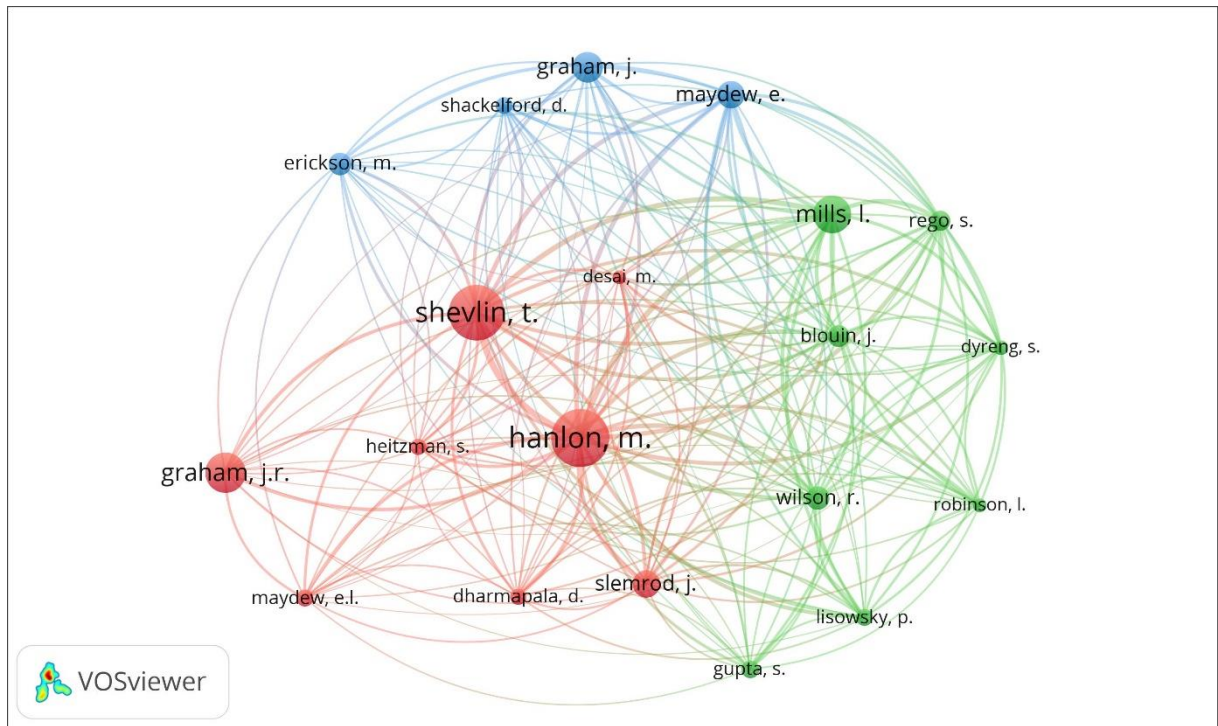 graham, j.
maydew, e.
shackelford, d.
erickson, m.
mills, l.
rego, s.
desai, m.
shevlin, t.
blouin, j.
dyreng, s.
hanlon, m.
heitzman, s.
graham, j.r.
wilson, r.
robinson, l.
slemrod, j.
maydew, e.l.
dharmapala, d.
lisowsky, p.
gupta, s.
VOSviewer